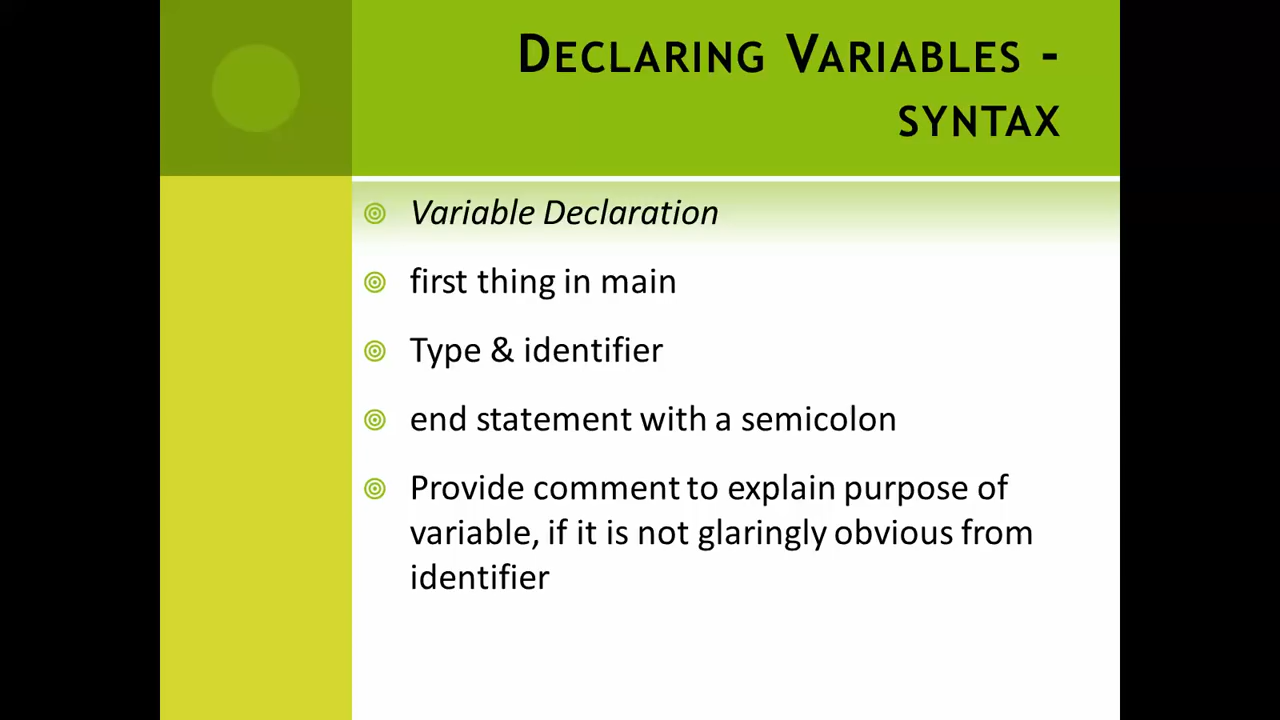 DECLARING VARIABLES -
SYNTAX
Variable Declaration
first thing in main
Type & identifier
end statement with a semicolon
Provide comment to explain purpose of
variable, if it is not glaringly obvious from
identifier